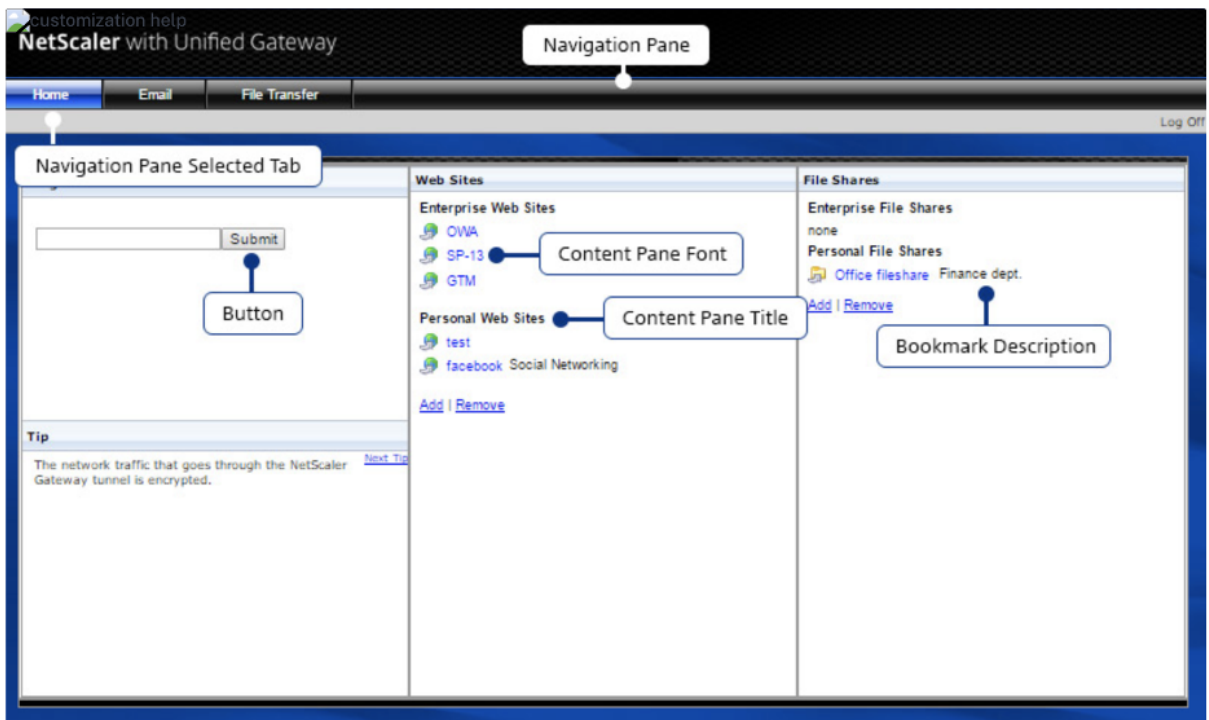 customization help
NetScaler with Unified Gateway
Navigation Pane
Home
Email
File Transfer
Log Off
Navigation Pane Selected Tab
Submit
Button
Tip
The network traffic that goes through the NetScaler
Gateway tunnel is encrypted.
Next Tip
Web Sites
Enterprise Web Sites
OWA
SP-13
Content Pane Font
GTM
Personal Web Sites
Content Pane Title
test
facebook Social Networking
Add | Remove
File Shares
Enterprise File Shares
none
Personal File Shares
Office fileshare Finance dept.
Add | Remove
Bookmark Description